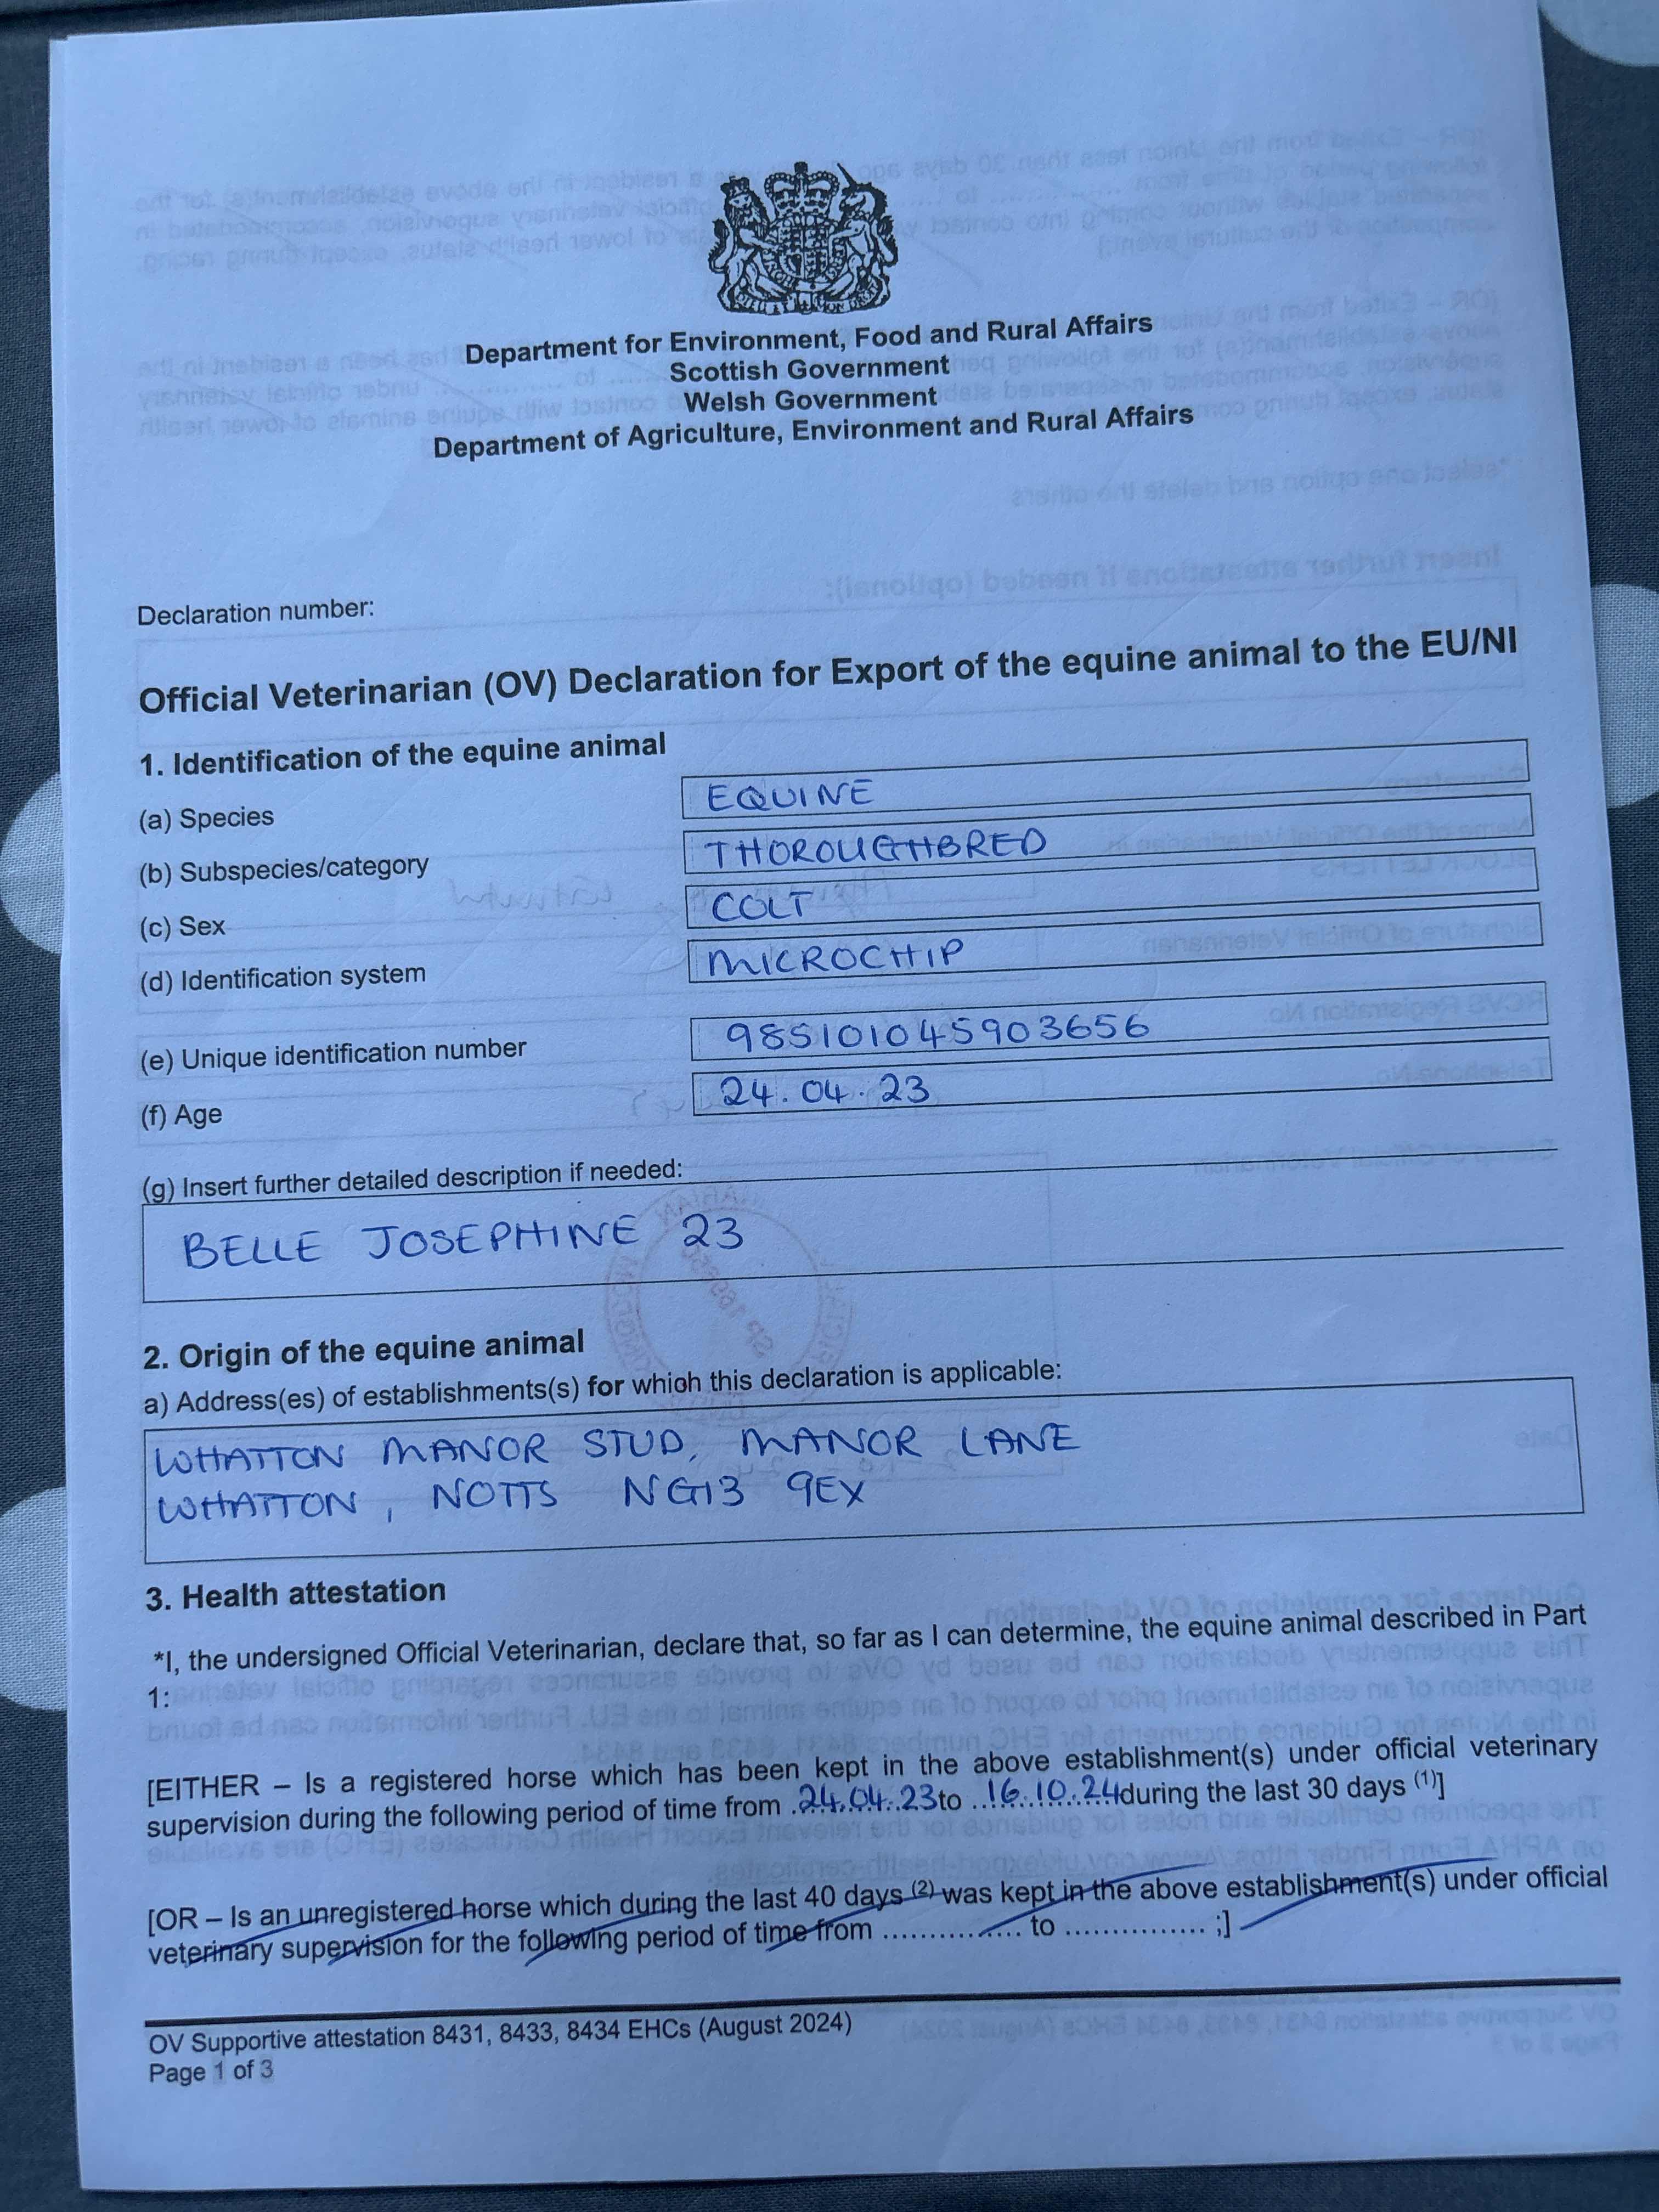 Department for Environment, Food and Rural Affairs
Scottish Government
Welsh Government
Department of Agriculture, Environment and Rural Affairs
Declaration number:
Official Veterinarian (OV) Declaration for Export of the equine animal to the EU/NI
1. Identification of the equine animal
(a) Species EQUINE
(b) Subspecies/category THOROUGHBRED
(c) Sex COLT
(d) Identification system MICROCHIP
(e) Unique identification number 985101045903656
(f) Age 24.04.23
(g) Insert further detailed description if needed:
BELLE JOSEPHINE 23
2. Origin of the equine animal
a) Address(es) of establishments(s) for which this declaration is applicable:
WHATTON MANOR STUD, MANOR LANE
WHATTON, NOTTS NG13 9EX
3. Health attestation
*I, the undersigned Official Veterinarian, declare that, so far as I can determine, the equine animal described in Part
1:
[EITHER – Is a registered horse which has been kept in the above establishment(s) under official veterinary
supervision during the following period of time from 24.04.23 to 16.10.24 during the last 30 days (1)]
[OR – Is an unregistered horse which during the last 40 days (2) was kept in the above establishment(s) under official
veterinary supervision for the following period of time from ............... to ............... ;]
OV Supportive attestation 8431, 8433, 8434 EHCs (August 2024)
Page 1 of 3